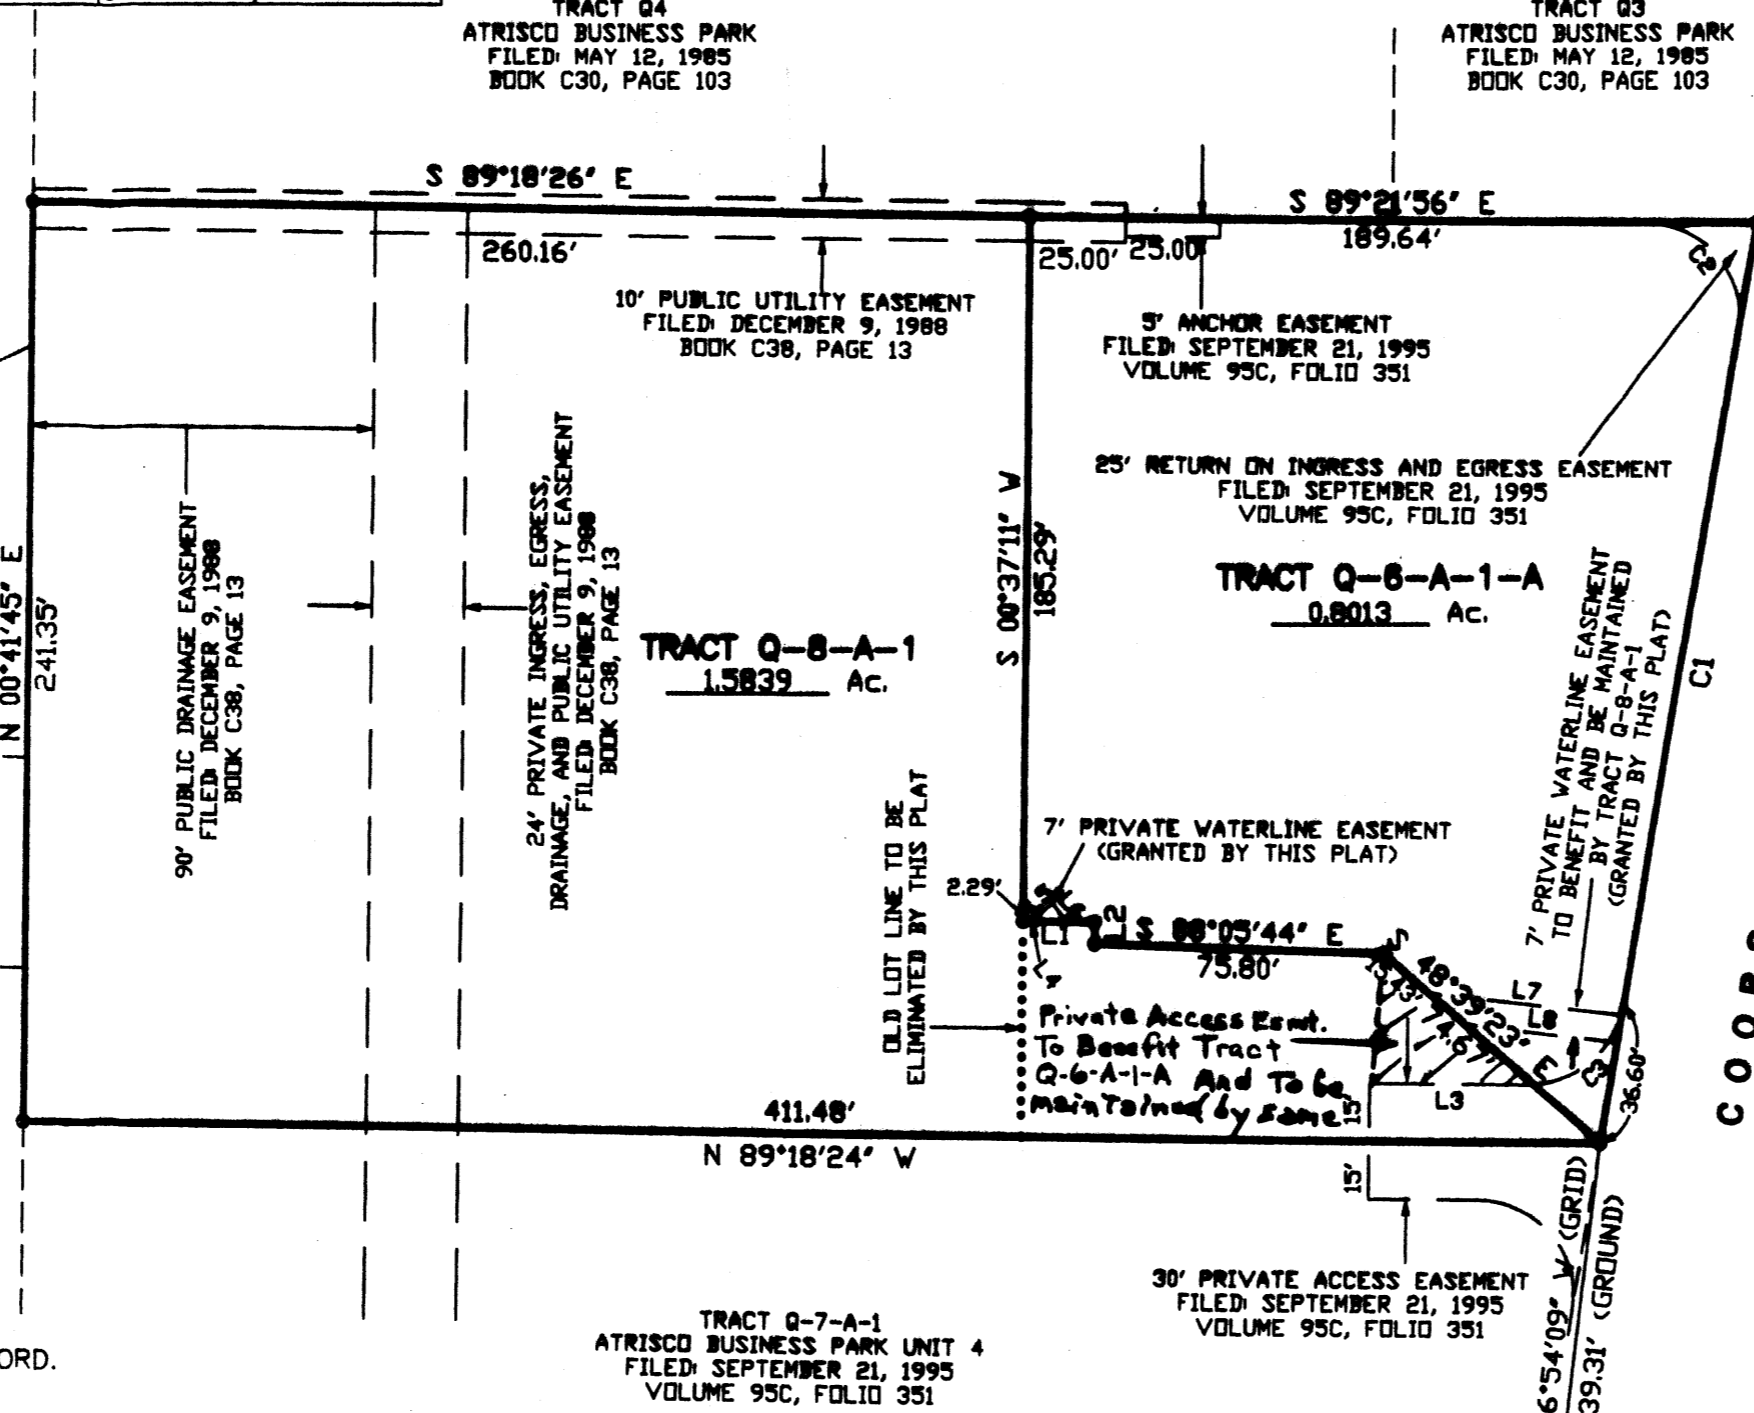 TRACT Q4
ATRISCO BUSINESS PARK
FILED: MAY 12, 1985
BOOK C30, PAGE 103
TRACT Q3
ATRISCO BUSINESS PARK
FILED: MAY 12, 1985
BOOK C30, PAGE 103
S 89°18'26" E
260.16'
S 89°21'56" E
189.64'
25.00'
25.00'
C2
10' PUBLIC UTILITY EASEMENT
FILED: DECEMBER 9, 1988
BOOK C38, PAGE 13
5' ANCHOR EASEMENT
FILED: SEPTEMBER 21, 1995
VOLUME 95C, FOLIO 351
25' RETURN ON INGRESS AND EGRESS EASEMENT
FILED: SEPTEMBER 21, 1995
VOLUME 95C, FOLIO 351
N 00°41'45" E
241.35'
90' PUBLIC DRAINAGE EASEMENT
FILED: DECEMBER 9, 1988
BOOK C38, PAGE 13
24' PRIVATE INGRESS, EGRESS,
DRAINAGE, AND PUBLIC UTILITY EASEMENT
FILED: DECEMBER 9, 1988
BOOK C38, PAGE 13
TRACT Q-8-A-1
1.5839 Ac.
S 00°37'11" W
185.29'
TRACT Q-6-A-1-A
0.8013 Ac.
7' PRIVATE WATERLINE EASEMENT
TO BENEFIT AND BE MAINTAINED
BY TRACT Q-8-A-1
(GRANTED BY THIS PLAT)
C1
7' PRIVATE WATERLINE EASEMENT
(GRANTED BY THIS PLAT)
OLD LOT LINE TO BE
ELIMINATED BY THIS PLAT
2.29'
L1
L2
L4
S 88°05'44" E
75.80'
S 48°39'23" E
15.43'
74.67'
L7
L8
C3
36.60'
L3
Private Access Esmt.
To Benefit Tract
Q-6-A-1-A And To be
maintained by same
15'
15'
411.48'
N 89°18'24" W
30' PRIVATE ACCESS EASEMENT
FILED: SEPTEMBER 21, 1995
VOLUME 95C, FOLIO 351
TRACT Q-7-A-1
ATRISCO BUSINESS PARK UNIT 4
FILED: SEPTEMBER 21, 1995
VOLUME 95C, FOLIO 351
6°54'09" W (GRID)
39.31' (GROUND)
C O O
ORD.